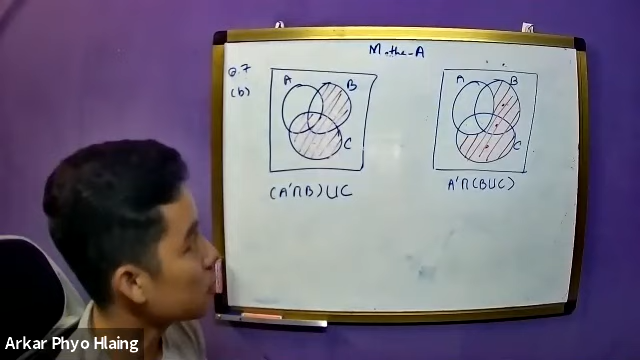 Maths-A
Q.7
(b)
A
B
C
(A'∩B)∪C
A
B
C
A'∩(B∪C)
Arkar Phyo Hlaing